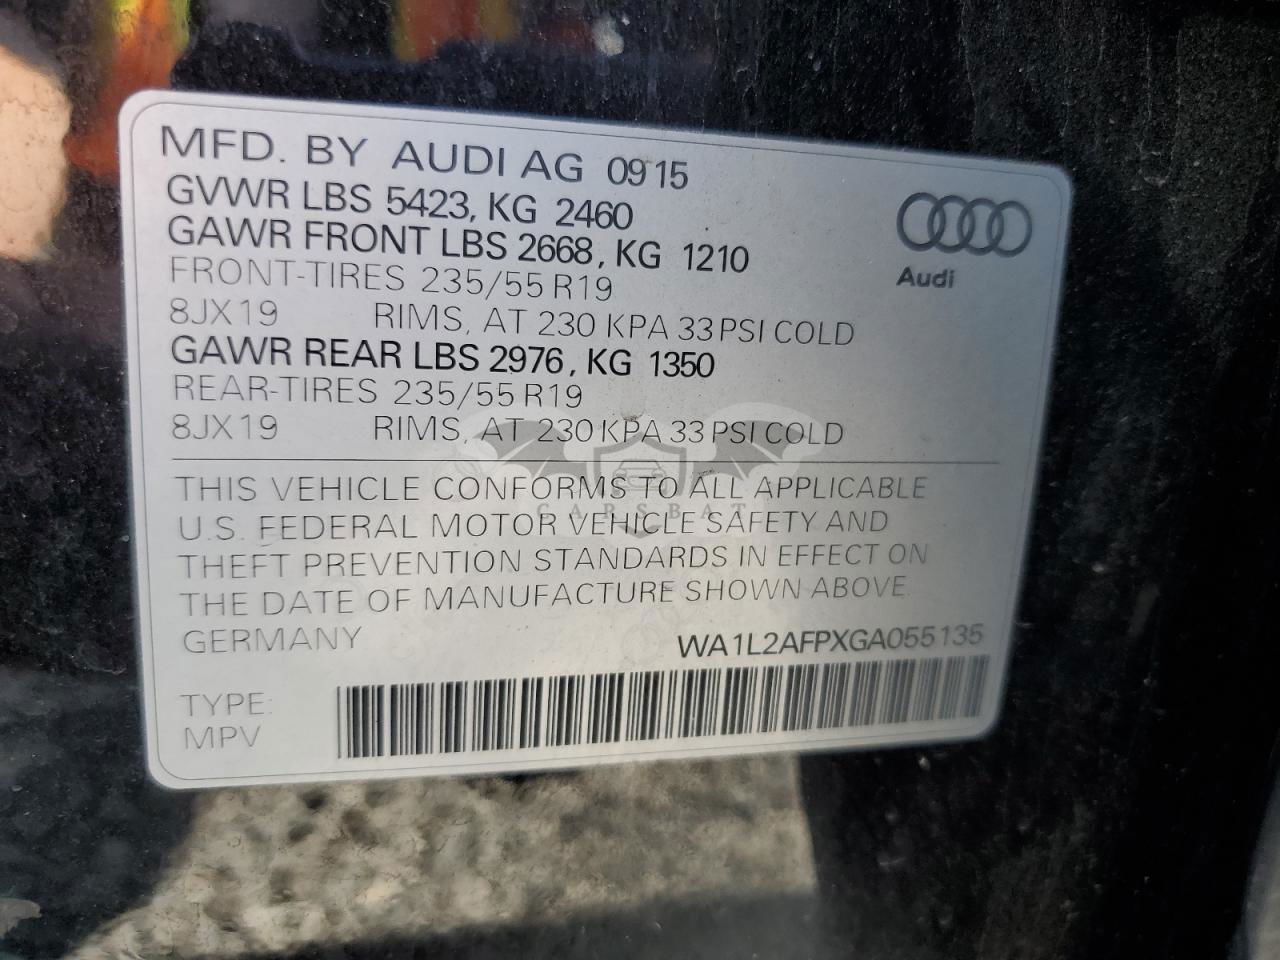 MFD. BY AUDI AG 09 15
GVWR LBS 5423, KG 2460
GAWR FRONT LBS 2668, KG 1210
FRONT-TIRES 235/55 R19
8JX19 RIMS, AT 230 KPA 33 PSI COLD
GAWR REAR LBS 2976, KG 1350
REAR-TIRES 235/55 R19
8JX19 RIMS, AT 230 KPA 33 PSI COLD
Audi
THIS VEHICLE CONFORMS TO ALL APPLICABLE
U.S. FEDERAL MOTOR VEHICLE SAFETY AND
THEFT PREVENTION STANDARDS IN EFFECT ON
THE DATE OF MANUFACTURE SHOWN ABOVE.
GERMANY WA1L2AFPXGA055135
TYPE:
MPV
CARSBAT